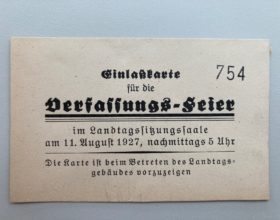 Einlaßkarte
754
für die
Verfassungs-Feier
im Landtagssitzungssaale
am 11. August 1927, nachmittags 5 Uhr
Die Karte ist beim Betreten des Landtags-
gebäudes vorzuzeigen